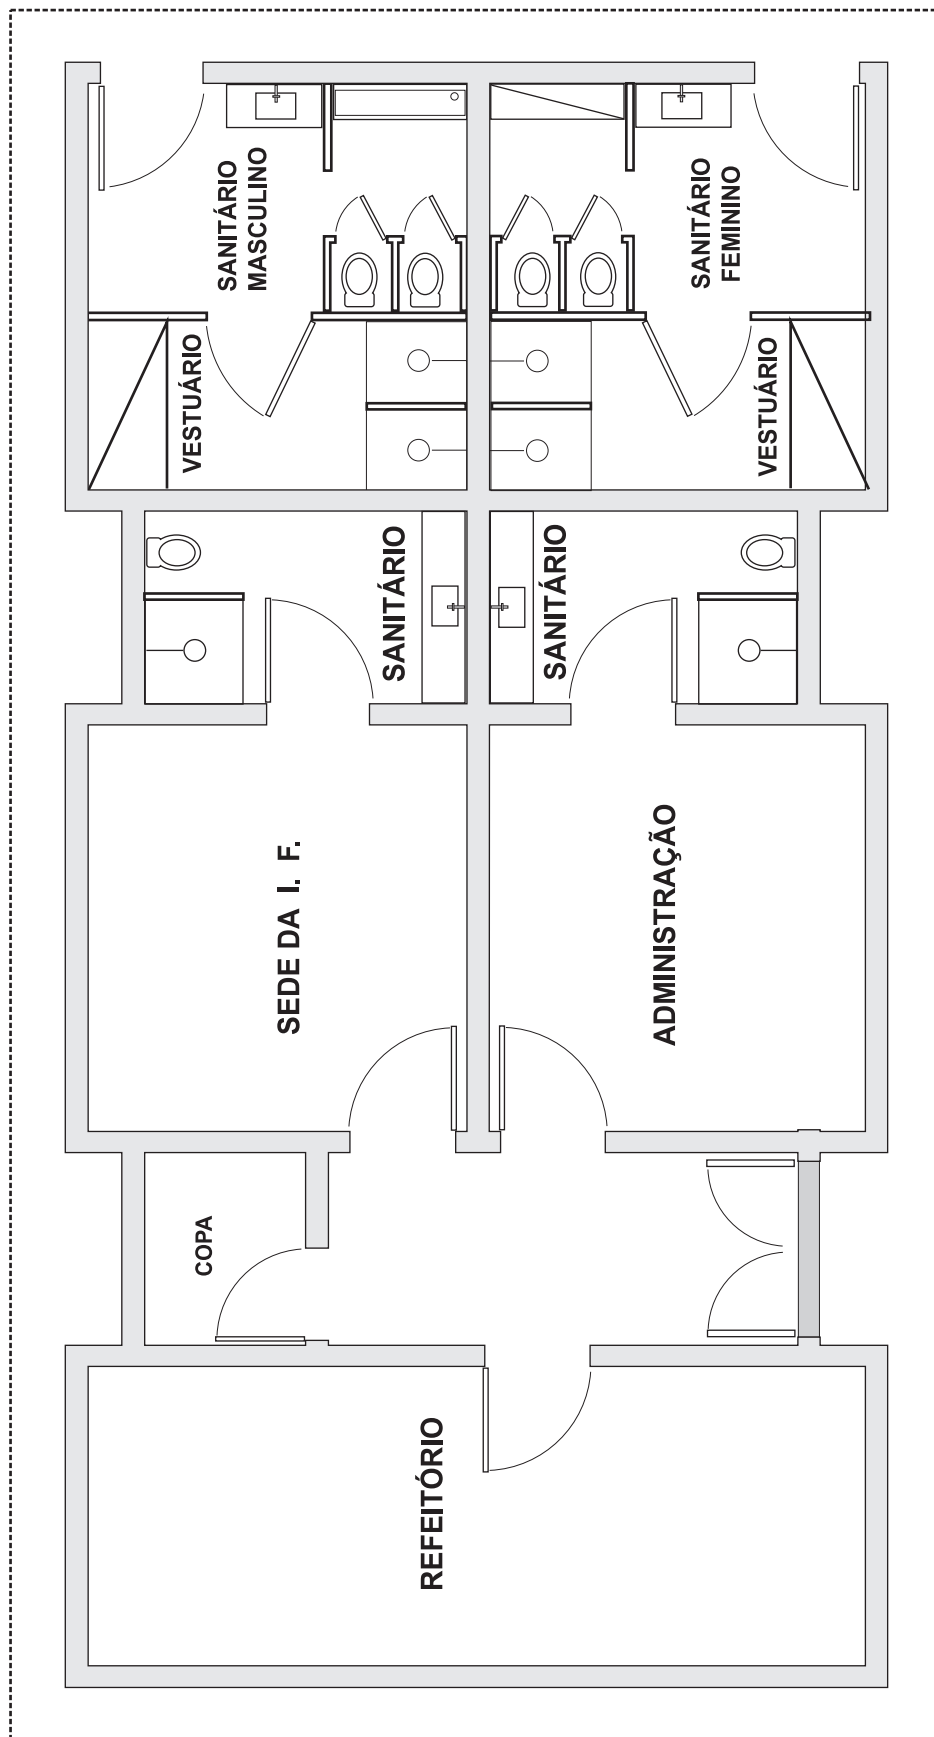 SANITÁRIO
MASCULINO
SANITÁRIO
FEMININO
VESTUÁRIO
VESTUÁRIO
SANITÁRIO
SANITÁRIO
SEDE DA I. F.
ADMINISTRAÇÃO
COPA
REFEITÓRIO